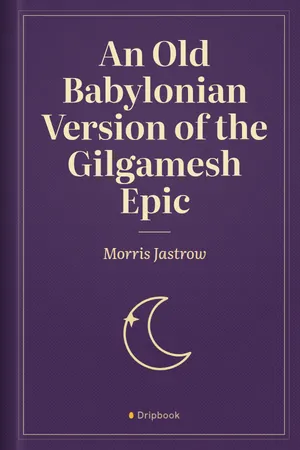 An Old
Babylonian
Version of the
Gilgamesh
Epic
Morris Jastrow
Dripbook